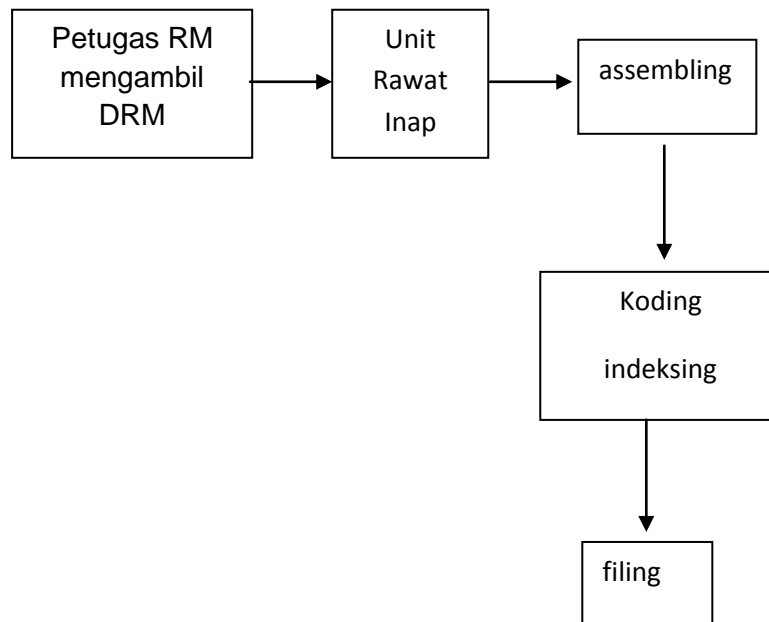 Petugas RM
mengambil
DRM
Unit
Rawat
Inap
assembling
Koding
indeksing
filing